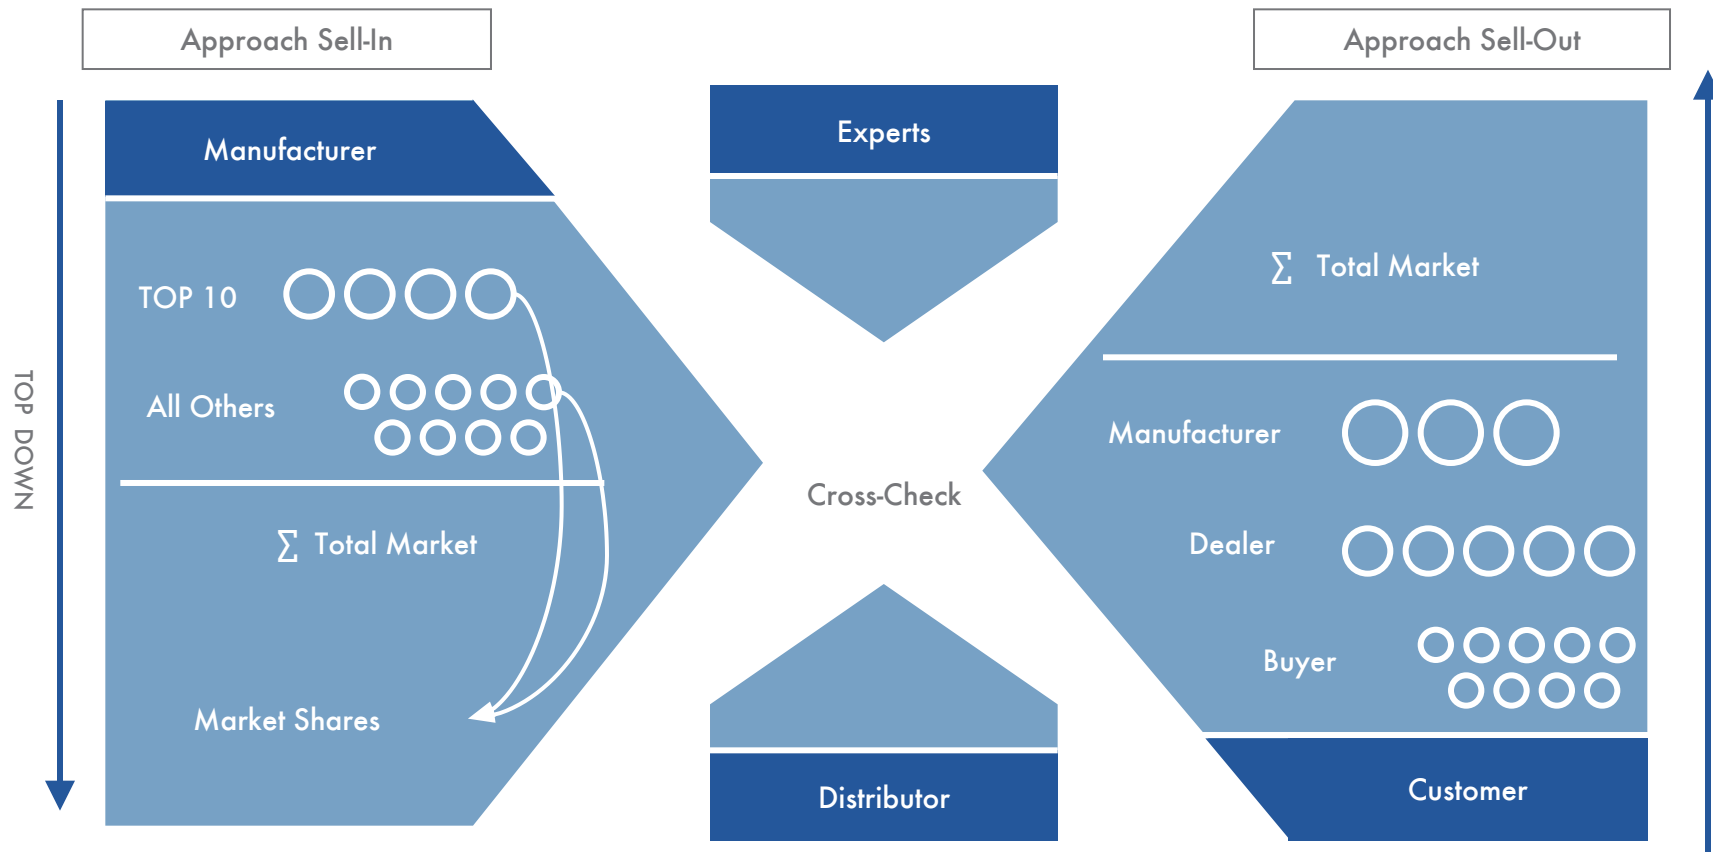 Approach Sell-In
Approach Sell-Out
Manufacturer
TOP 10
All Others
∑ Total Market
Market Shares
TOP DOWN
Experts
Cross-Check
Distributor
∑ Total Market
Manufacturer
Dealer
Buyer
Customer